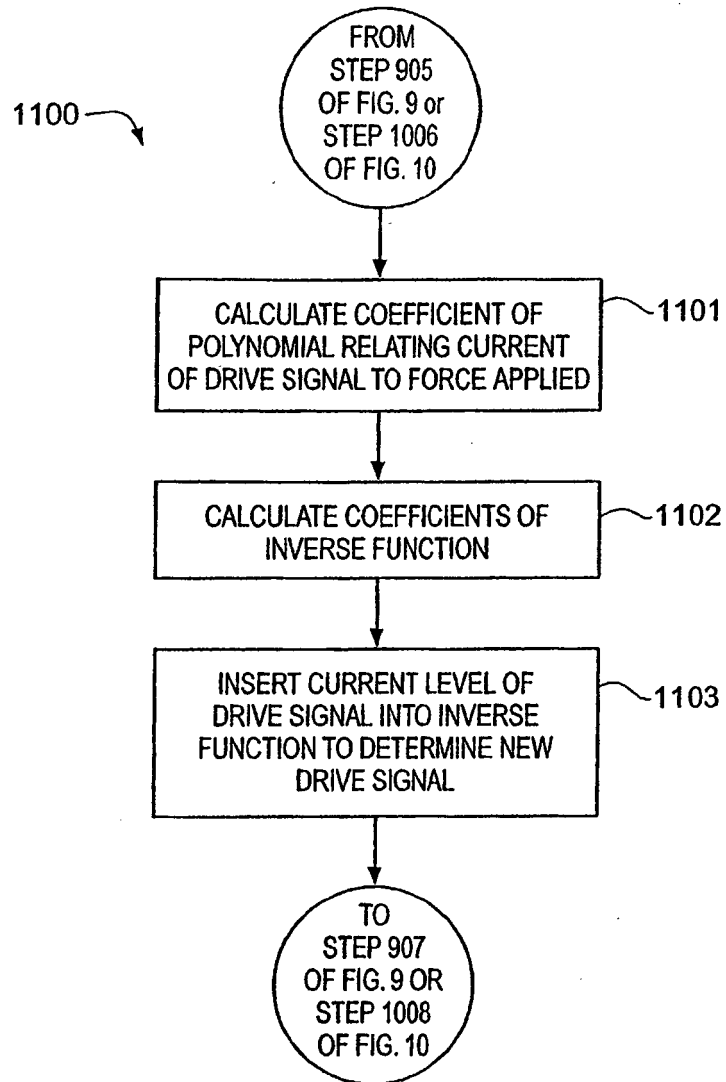 FROM
STEP 905
OF FIG. 9 or
STEP 1006
OF FIG. 10
1100
CALCULATE COEFFICIENT OF
POLYNOMIAL RELATING CURRENT
OF DRIVE SIGNAL TO FORCE APPLIED
1101
CALCULATE COEFFICIENTS OF
INVERSE FUNCTION
1102
INSERT CURRENT LEVEL OF
DRIVE SIGNAL INTO INVERSE
FUNCTION TO DETERMINE NEW
DRIVE SIGNAL
1103
TO
STEP 907
OF FIG. 9 OR
STEP 1008
OF FIG. 10